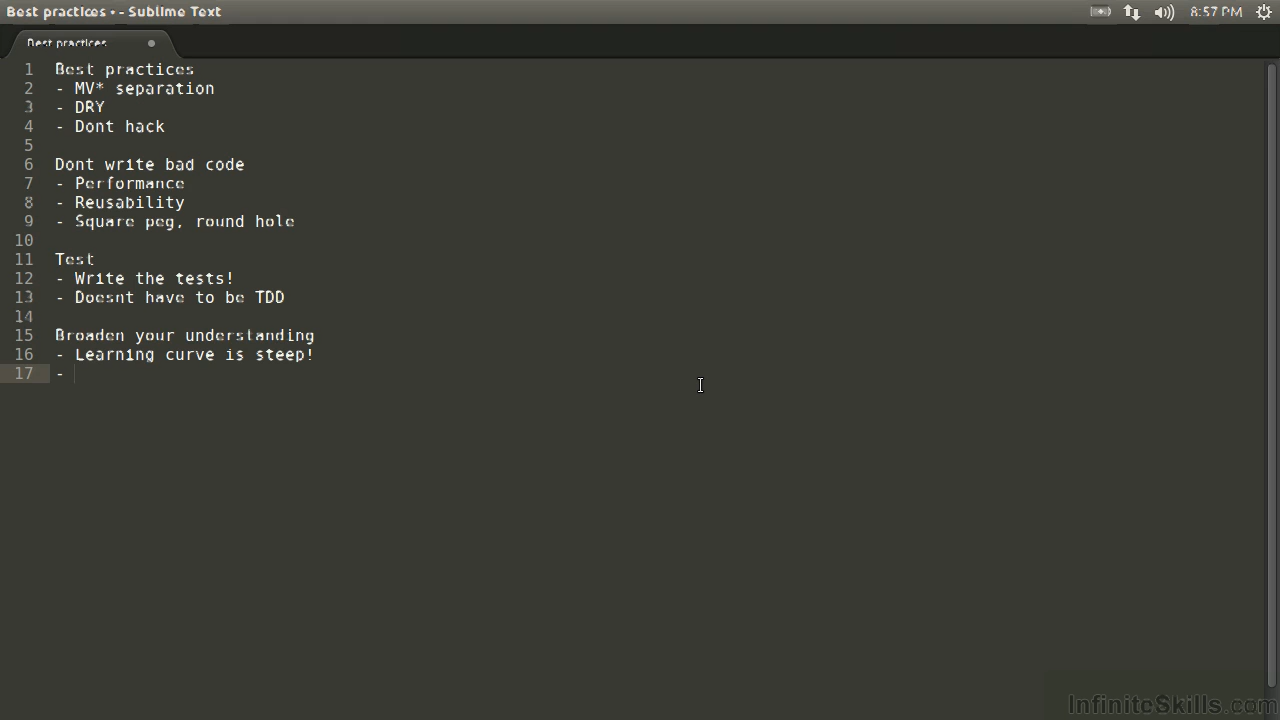 Best practices • - Sublime Text
8:57 PM
Best practices
1 Best practices
2 - MV* separation
3 - DRY
4 - Dont hack
5
6 Dont write bad code
7 - Performance
8 - Reusability
9 - Square peg, round hole
10
11 Test
12 - Write the tests!
13 - Doesnt have to be TDD
14
15 Broaden your understanding
16 - Learning curve is steep!
17 -
InfiniteSkills.com